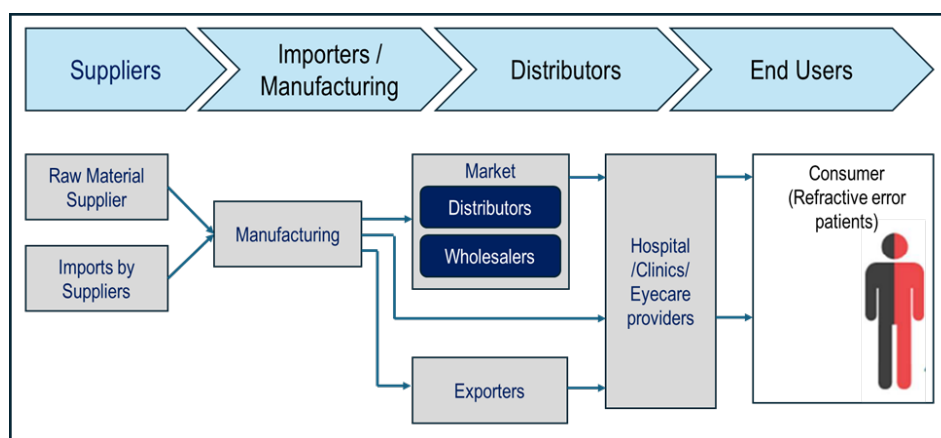 Suppliers
Importers /
Manufacturing
Distributors
End Users
Raw Material
Supplier
Imports by
Suppliers
Manufacturing
Market
Distributors
Wholesalers
Exporters
Hospital
/Clinics/
Eyecare
providers
Consumer
(Refractive error
patients)